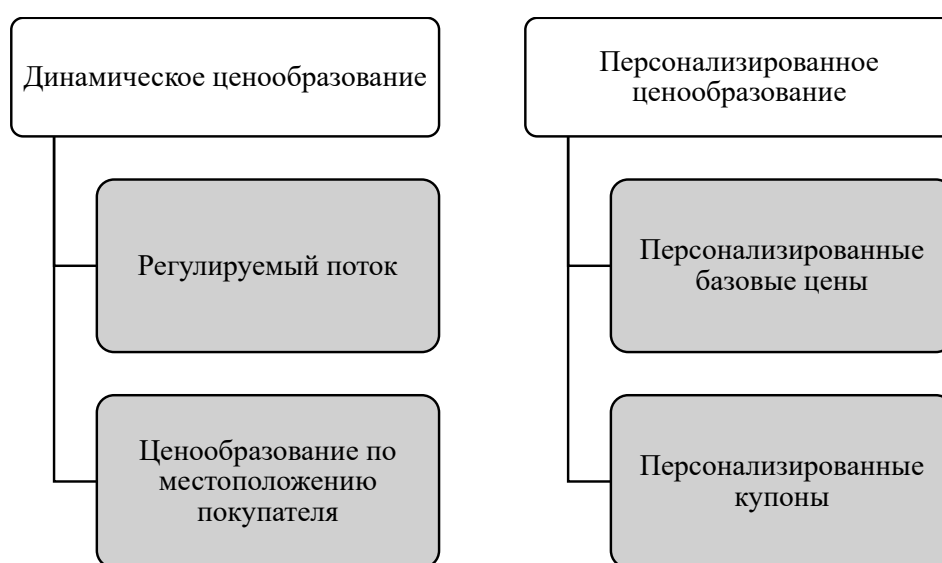 Динамическое ценообразование
Регулируемый поток
Ценообразование по
местоположению
покупателя
Персонализированное
ценообразование
Персонализированные
базовые цены
Персонализированные
купоны